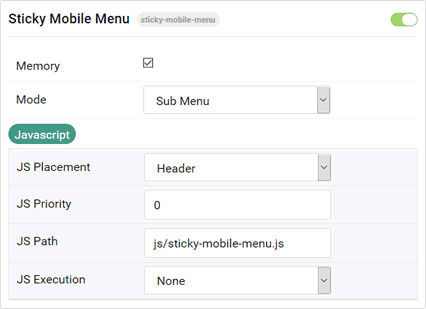 Sticky Mobile Menu sticky-mobile-menu
Memory
Mode Sub Menu
Javascript
JS Placement Header
JS Priority 0
JS Path js/sticky-mobile-menu.js
JS Execution None